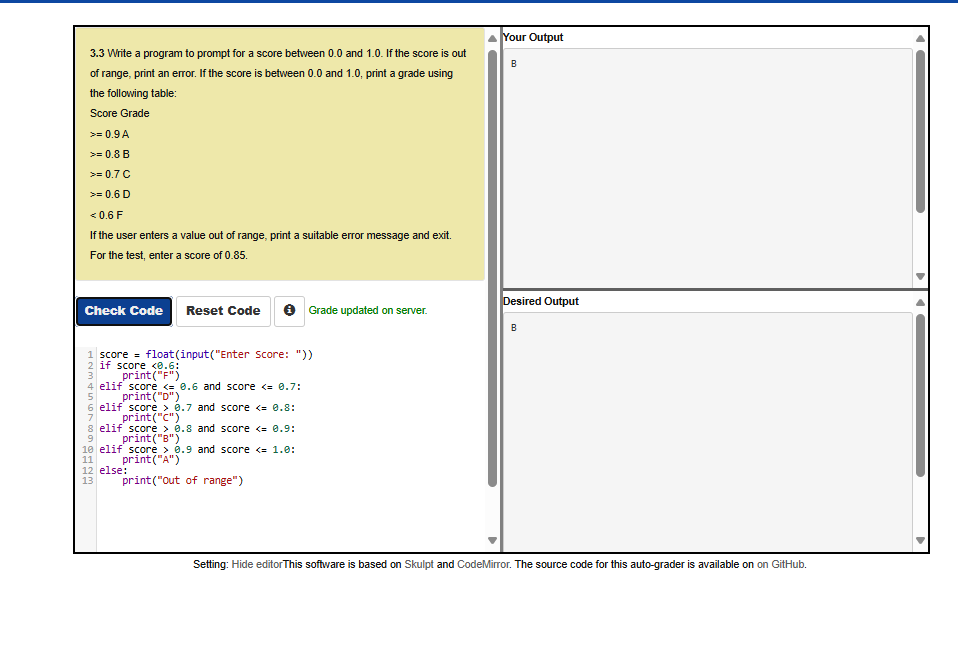 3.3 Write a program to prompt for a score between 0.0 and 1.0. If the score is out
of range, print an error. If the score is between 0.0 and 1.0, print a grade using
the following table:
Score Grade
>= 0.9 A
>= 0.8 B
>= 0.7 C
>= 0.6 D
< 0.6 F
If the user enters a value out of range, print a suitable error message and exit.
For the test, enter a score of 0.85.
Check Code Reset Code Grade updated on server.
1 score = float(input("Enter Score: "))
2 if score <0.6:
3     print("F")
4 elif score <= 0.6 and score <= 0.7:
5     print("D")
6 elif score > 0.7 and score <= 0.8:
7     print("C")
8 elif score > 0.8 and score <= 0.9:
9     print("B")
10 elif score > 0.9 and score <= 1.0:
11     print("A")
12 else:
13     print("Out of range")
Your Output
B
Desired Output
B
Setting: Hide editorThis software is based on Skulpt and CodeMirror. The source code for this auto-grader is available on on GitHub.